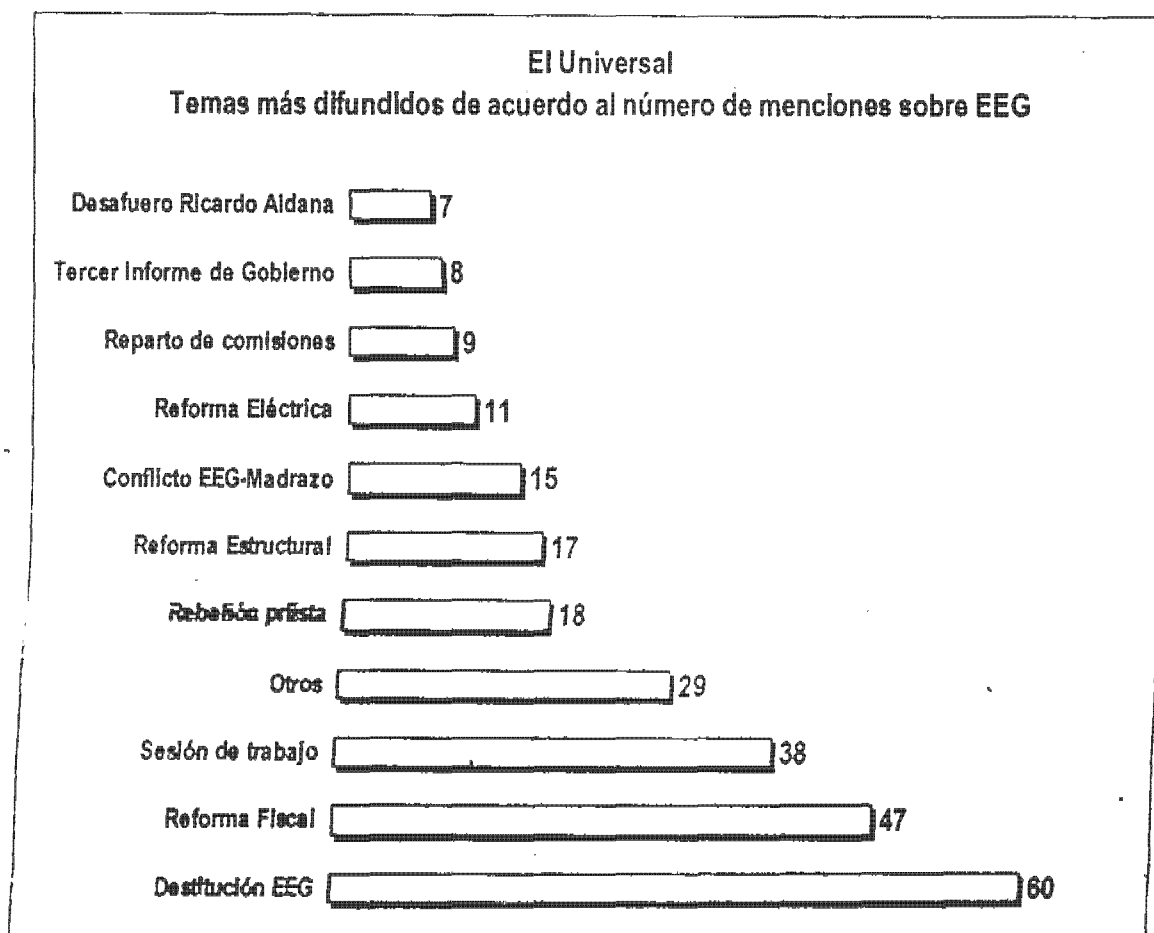 El Universal
Temas más difundidos de acuerdo al número de menciones sobre EEG
Desafuero Ricardo Aldana 7
Tercer Informe de Gobierno 8
Reparto de comisiones 9
Reforma Eléctrica 11
Conflicto EEG-Madrazo 15
Reforma Estructural 17
Rebelión priísta 18
Otros 29
Sesión de trabajo 38
Reforma Fiscal 47
Destitución EEG 60